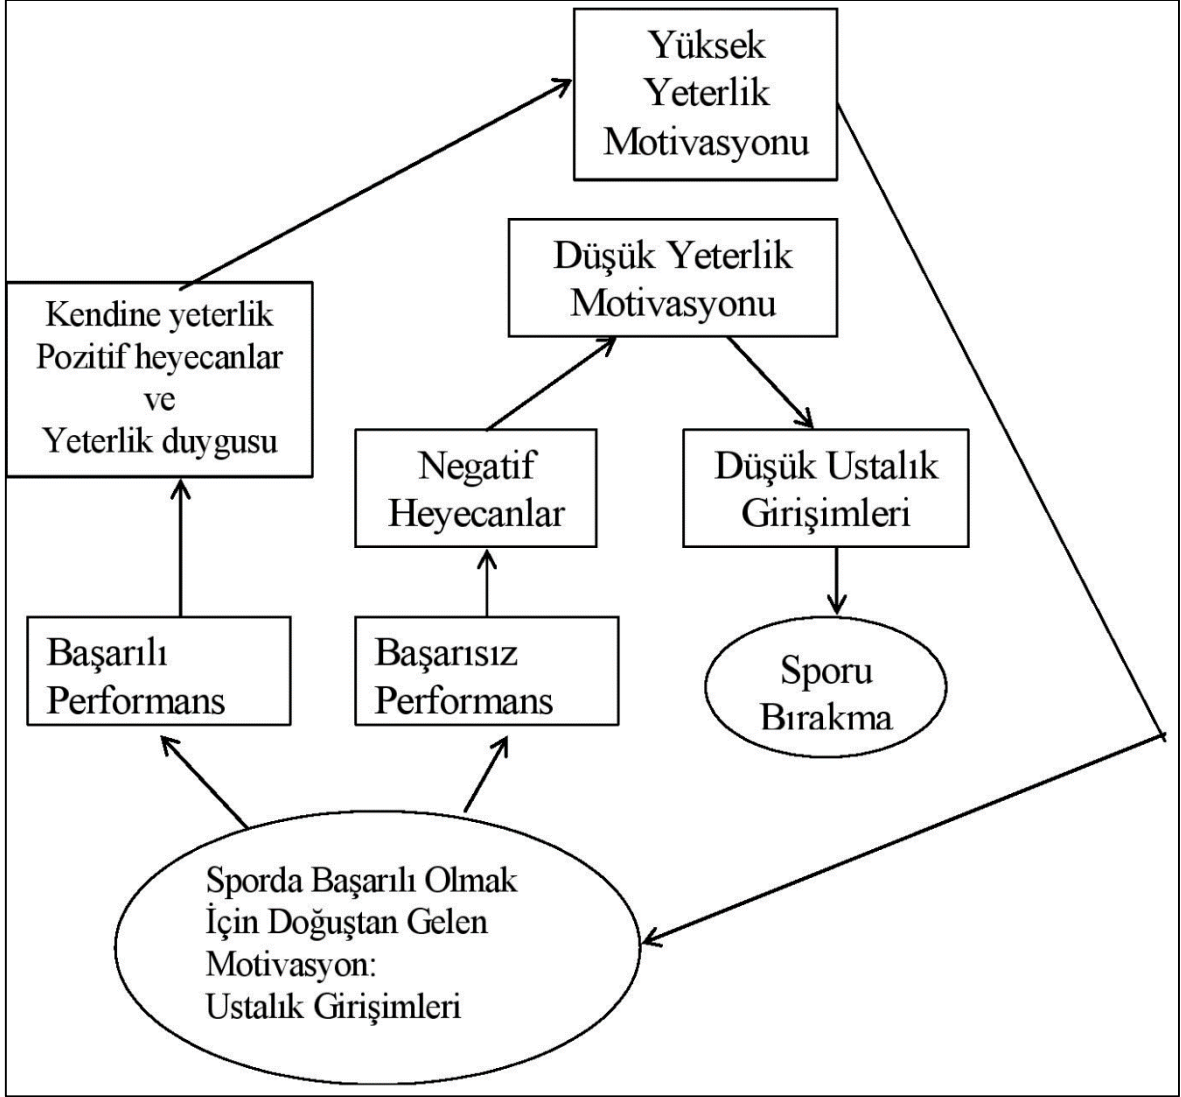 Yüksek
Yeterlik
Motivasyonu
Düşük Yeterlik
Motivasyonu
Kendine yeterlik
Pozitif heyecanlar
ve
Yeterlik duygusu
Negatif
Heyecanlar
Düşük Ustalık
Girişimleri
Başarılı
Performans
Başarısız
Performans
Sporu
Bırakma
Sporda Başarılı Olmak
İçin Doğuştan Gelen
Motivasyon:
Ustalık Girişimleri